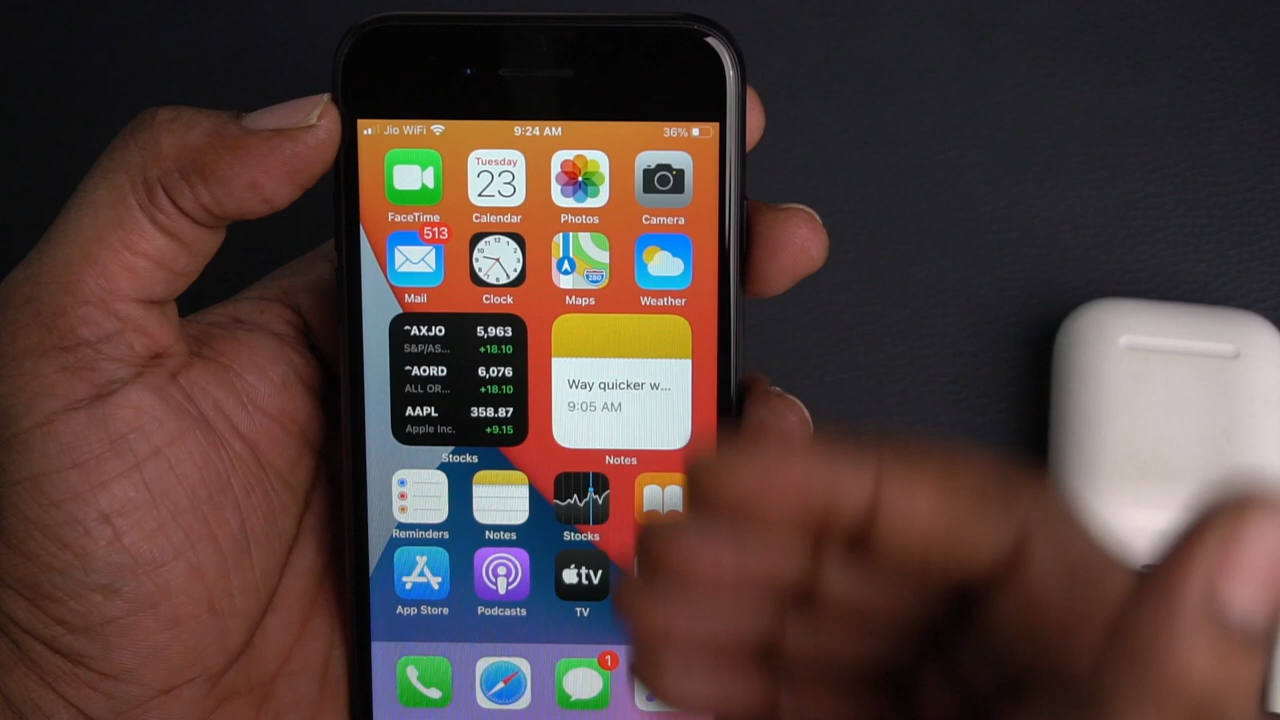 Jio WiFi 9:24 AM 36%
Tuesday
23
FaceTime Calendar Photos Camera
513
280
Mail Clock Maps Weather
^AXJO 5,963
S&P/AS... +18.10
^AORD 6,076
ALL OR... +18.10
AAPL 358.87
Apple Inc. +9.15
Way quicker w...
9:05 AM
Stocks Notes
Reminders Notes Stocks
tv
App Store Podcasts TV
1